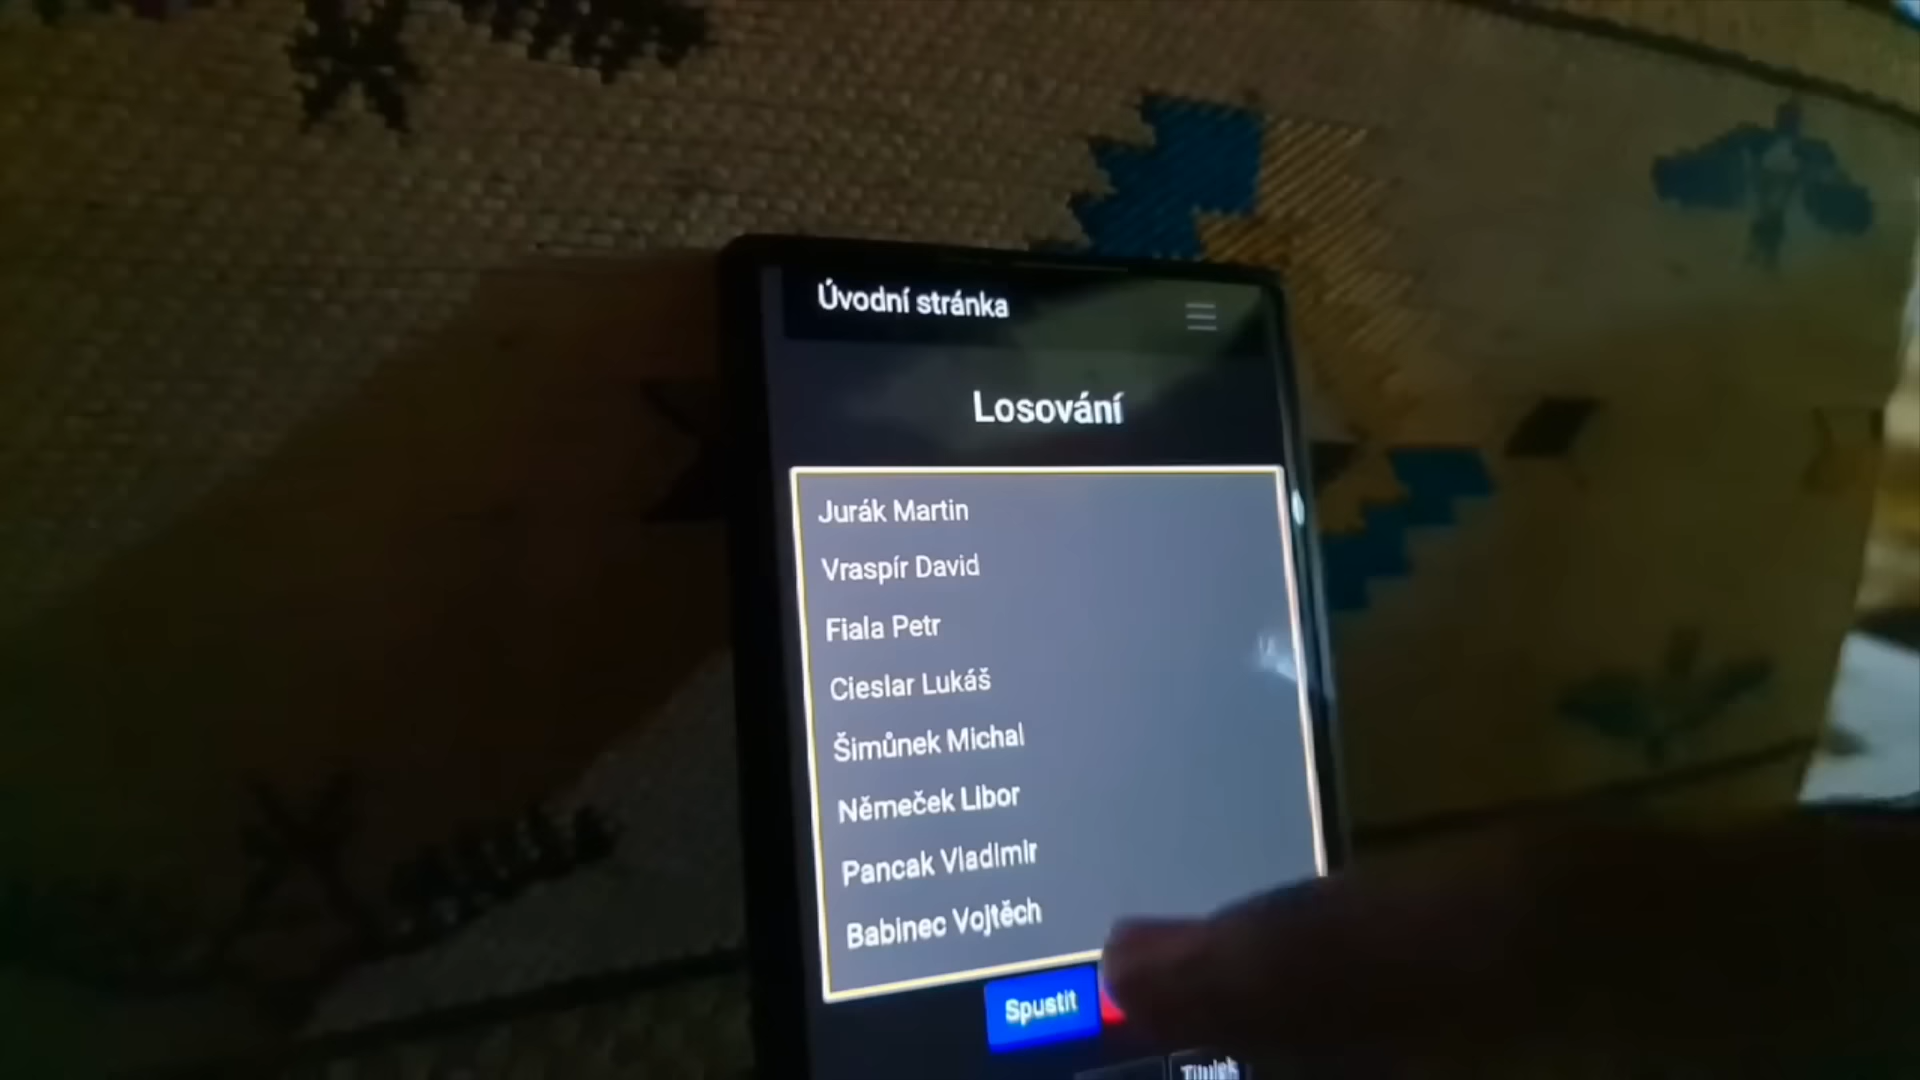 Úvodní stránka
Losování
Jurák Martin
Vraspír David
Fiala Petr
Cieslar Lukáš
Šimůnek Michal
Němeček Libor
Pancak Vladimir
Babinec Vojtěch
Spustit